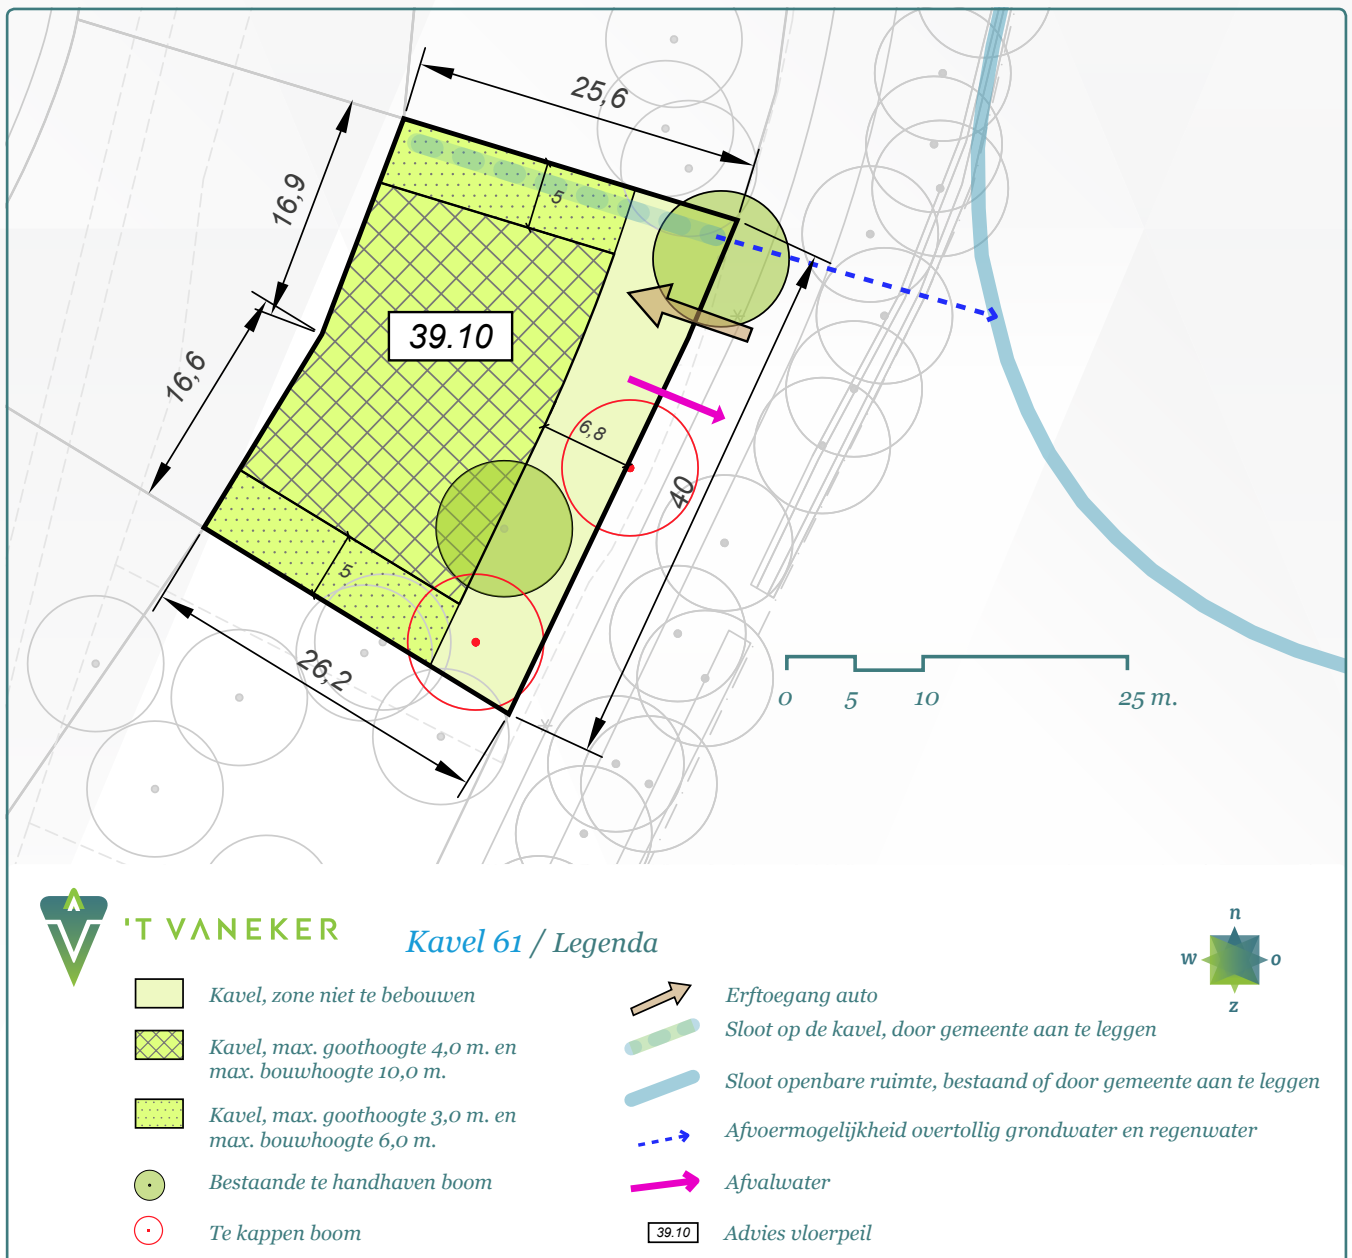 25,6
16,9
5
39.10
16,6
6,8
40
5
26,2
0 5 10 25 m.
'T VANEKER
Kavel 61 / Legenda
n
w o
z
Kavel, zone niet te bebouwen
Kavel, max. goothoogte 4,0 m. en
max. bouwhoogte 10,0 m.
Kavel, max. goothoogte 3,0 m. en
max. bouwhoogte 6,0 m.
Bestaande te handhaven boom
Te kappen boom
Erftoegang auto
Sloot op de kavel, door gemeente aan te leggen
Sloot openbare ruimte, bestaand of door gemeente aan te leggen
Afvoermogelijkheid overtollig grondwater en regenwater
Afvalwater
39.10 Advies vloerpeil